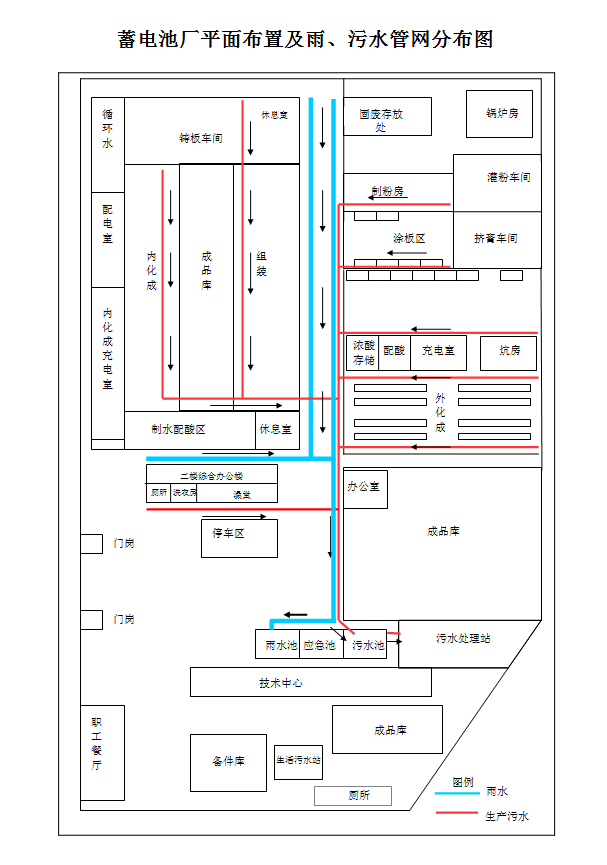 蓄电池厂平面布置及雨、污水管网分布图
循环水
铸板车间
休息室
固废存放处
锅炉房
灌粉车间
制粉房
配电室
内化成
成品库
组装
涂板区
挤膏车间
内化成充电室
浓酸存储
配酸
充电室
炕房
外化成
制水配酸区
休息室
三楼综合办公楼
厕所
洗衣房
澡堂
办公室
停车区
成品库
门岗
门岗
雨水池
应急池
污水池
污水处理站
技术中心
职工餐厅
备件库
生活污水站
成品库
厕所
图例
雨水
生产污水